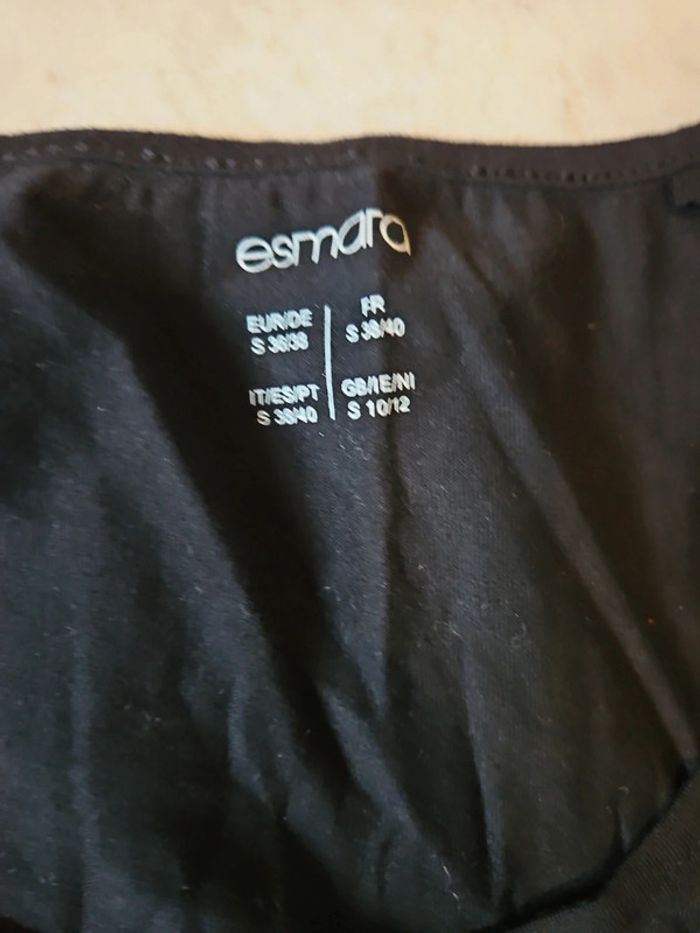 esmara
EUR/DE
S 36/38
FR
S 38/40
IT/ES/PT
S 38/40
GB/IE/NI
S 10/12